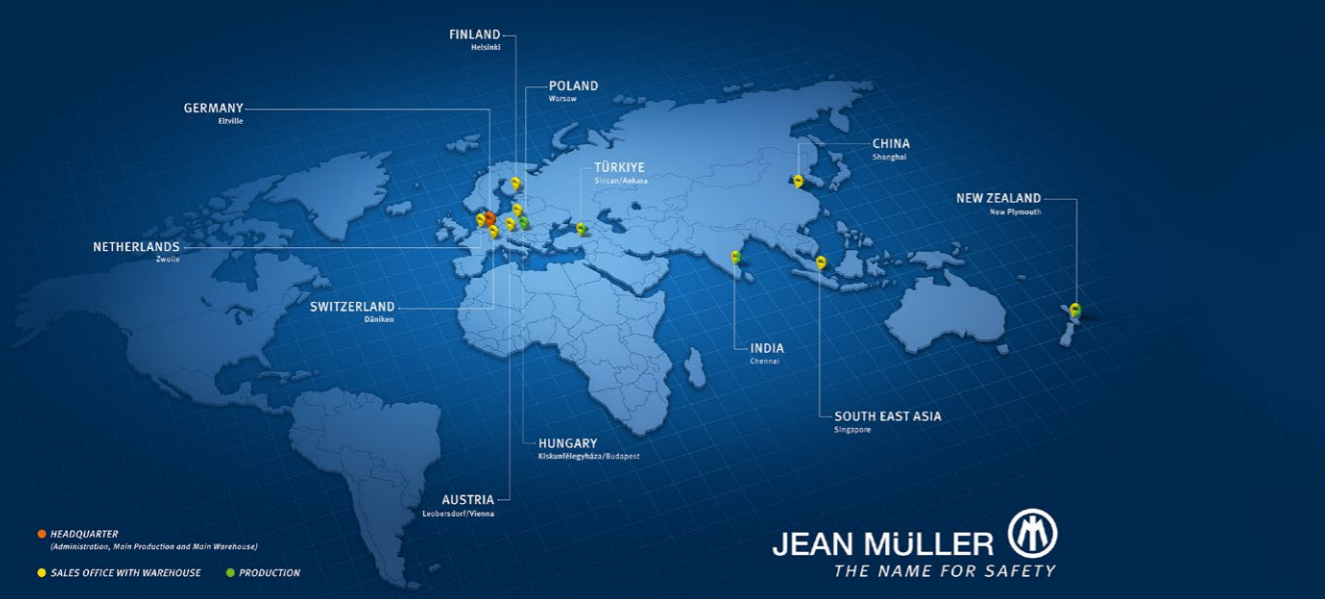 FINLAND
Helsinki
POLAND
Warsaw
GERMANY
Eltville
CHINA
Shanghai
TÜRKIYE
Sincan/Ankara
NEW ZEALAND
New Plymouth
NETHERLANDS
Zwolle
SWITZERLAND
Däniken
INDIA
Chennai
SOUTH EAST ASIA
Singapore
HUNGARY
Kiskunfélegyháza/Budapest
AUSTRIA
Leobersdorf/Vienna
HEADQUARTER
(Administration, Main Production and Main Warehouse)
SALES OFFICE WITH WAREHOUSE PRODUCTION
JEAN MÜLLER
THE NAME FOR SAFETY